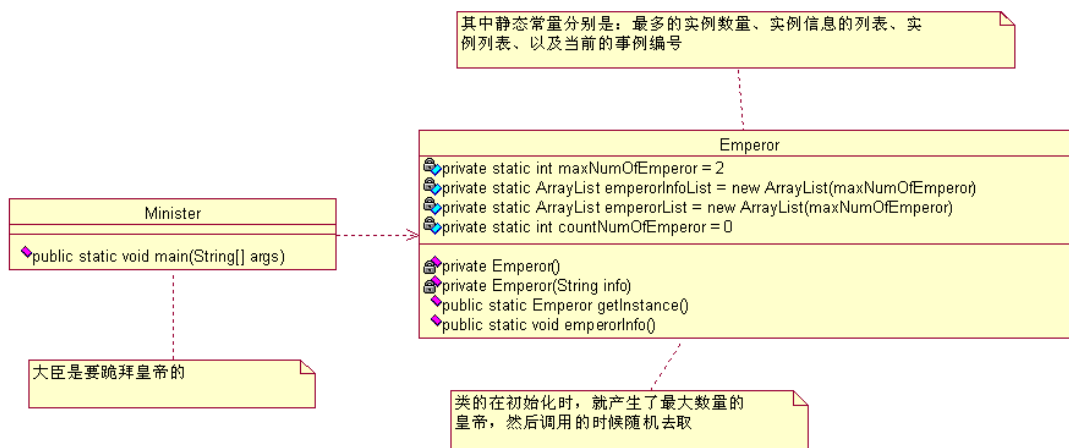 其中静态常量分别是：最多的实例数量、实例信息的列表、实
例列表、以及当前的事例编号
Emperor
private static int maxNumOfEmperor = 2
private static ArrayList emperorInfoList = new ArrayList(maxNumOfEmperor)
private static ArrayList emperorList = new ArrayList(maxNumOfEmperor)
private static int countNumOfEmperor = 0
private Emperor()
private Emperor(String info)
public static Emperor getInstance()
public static void emperorInfo()
Minister
public static void main(String[] args)
大臣是要跪拜皇帝的
类的在初始化时，就产生了最大数量的
皇帝，然后调用的时候随机去取